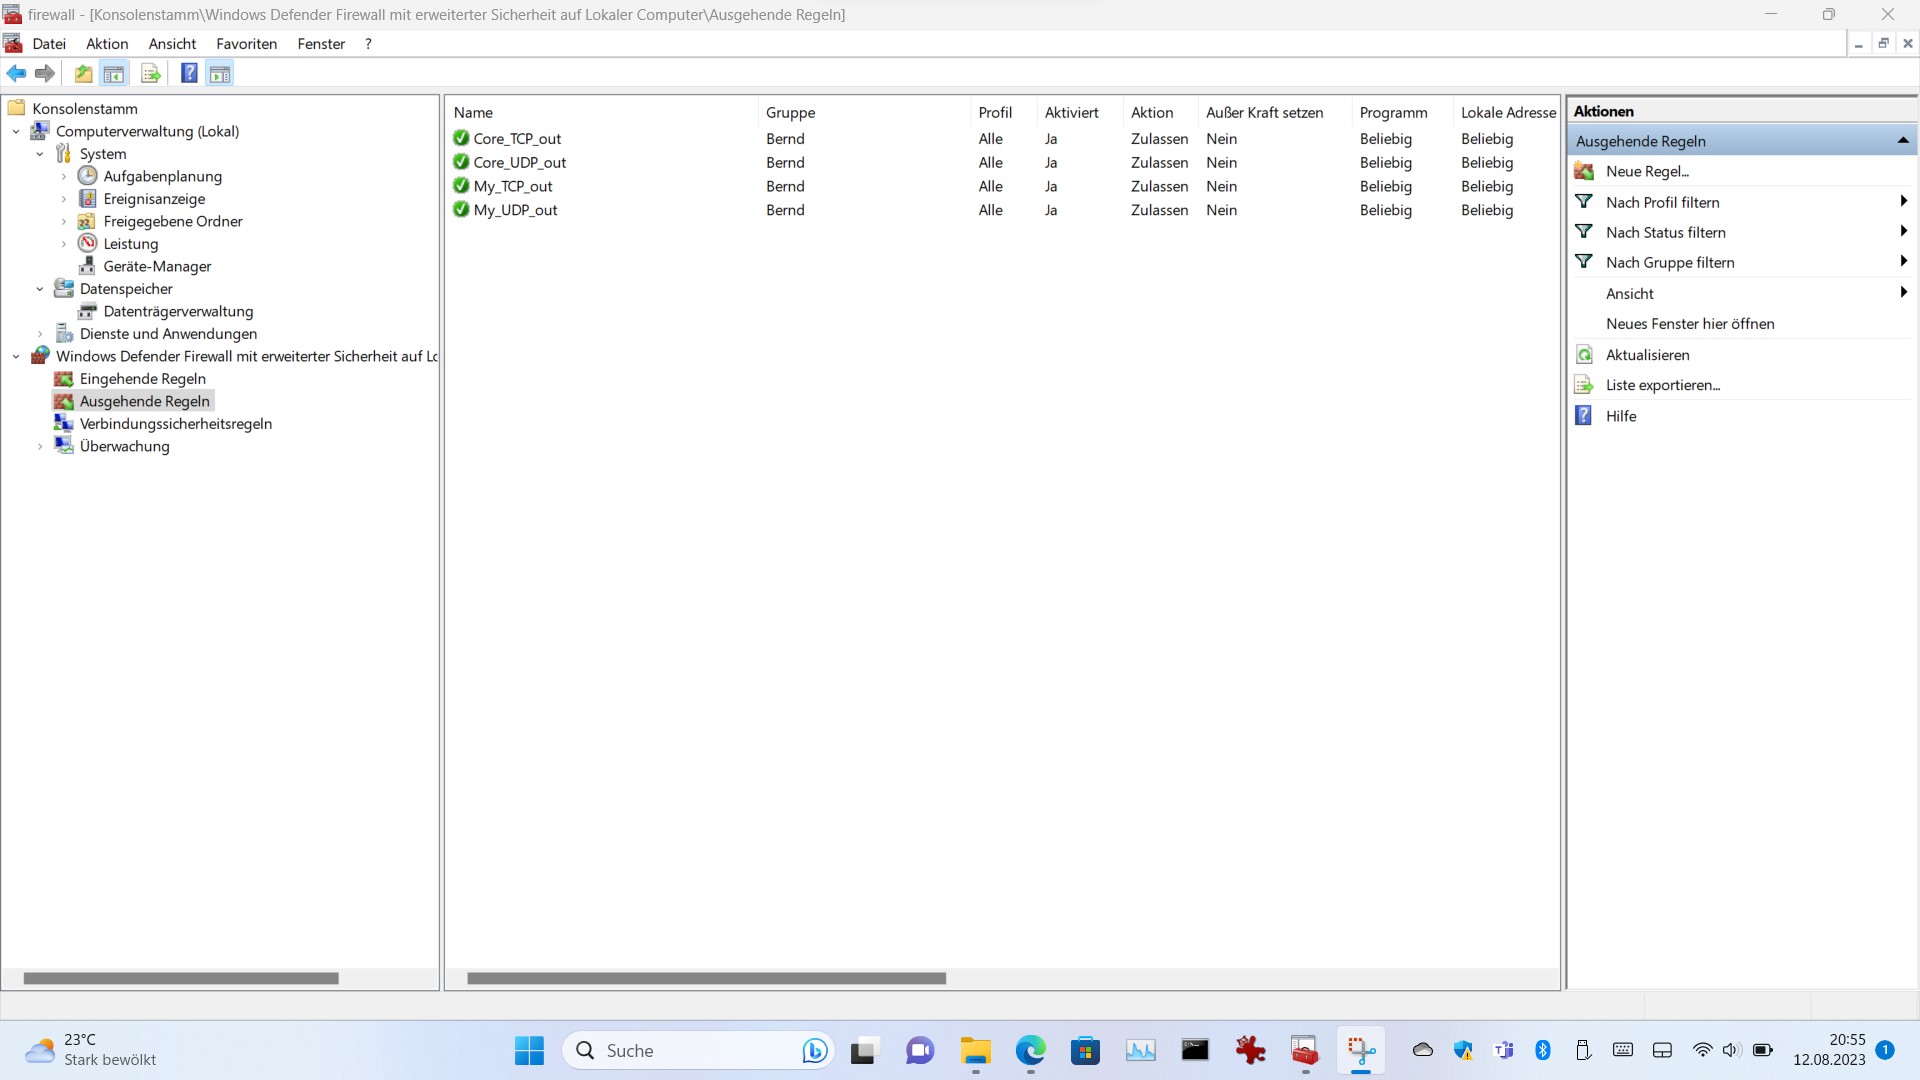 firewall - [Konsolenstamm\Windows Defender Firewall mit erweiterter Sicherheit auf Lokaler Computer\Ausgehende Regeln]
Datei Aktion Ansicht Favoriten Fenster ?
Konsolenstamm
Computerverwaltung (Lokal)
System
Aufgabenplanung
Ereignisanzeige
Freigegebene Ordner
Leistung
Geräte-Manager
Datenspeicher
Datenträgerverwaltung
Dienste und Anwendungen
Windows Defender Firewall mit erweiterter Sicherheit auf Lo
Eingehende Regeln
Ausgehende Regeln
Verbindungssicherheitsregeln
Überwachung
Name Gruppe Profil Aktiviert Aktion Außer Kraft setzen Programm Lokale Adresse
Core_TCP_out Bernd Alle Ja Zulassen Nein Beliebig Beliebig
Core_UDP_out Bernd Alle Ja Zulassen Nein Beliebig Beliebig
My_TCP_out Bernd Alle Ja Zulassen Nein Beliebig Beliebig
My_UDP_out Bernd Alle Ja Zulassen Nein Beliebig Beliebig
Aktionen
Ausgehende Regeln
Neue Regel...
Nach Profil filtern
Nach Status filtern
Nach Gruppe filtern
Ansicht
Neues Fenster hier öffnen
Aktualisieren
Liste exportieren...
Hilfe
23°C
Stark bewölkt
Suche
20:55
12.08.2023
1